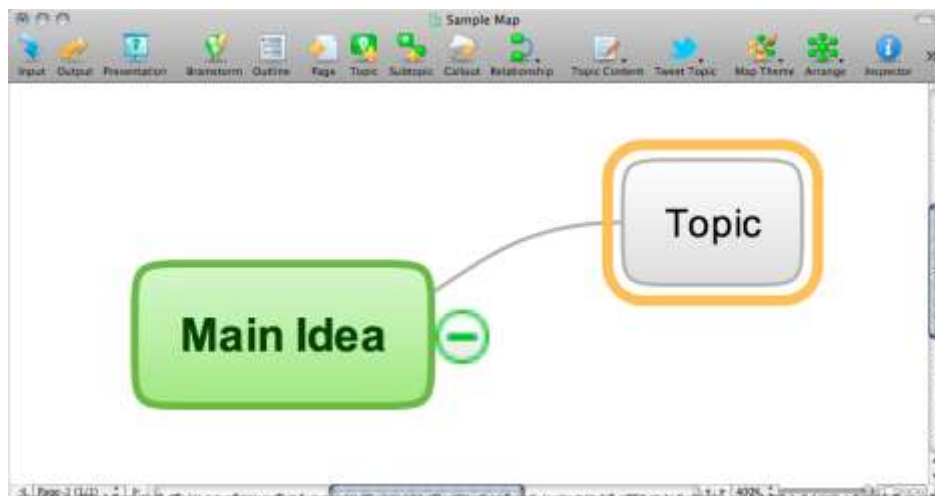 Sample Map
Input Output Presentation Brainstorm Outline Page Topic Subtopic Callout Relationship Topic Content Tweet Topic Map Theme Arrange Inspector
Topic
Main Idea
400%